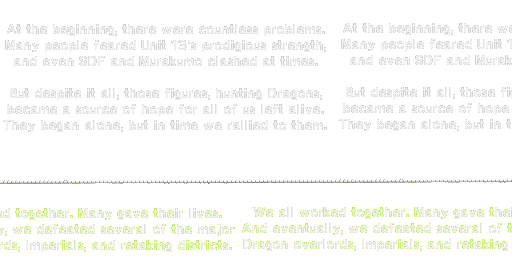 At the beginning, there were countless problems.
Many people feared Unit 13's prodigious strength,
and even SDF and Murakumo clashed at times.
But despite it all, those figures, hunting Dragons,
became a source of hope for all of us left alive.
They began alone, but in time we rallied to them.
At the beginning, there we
Many people feared Unit 1
and even SDF and Murak
But despite it all, those fig
became a source of hope
They began alone, but in t
ed together. Many gave their lives.
y, we defeated several of the major
rds, Imperials, and retaking districts.
We all worked together. Many gave thei
And eventually, we defeated several of t
Dragon overlords, Imperials, and retaking